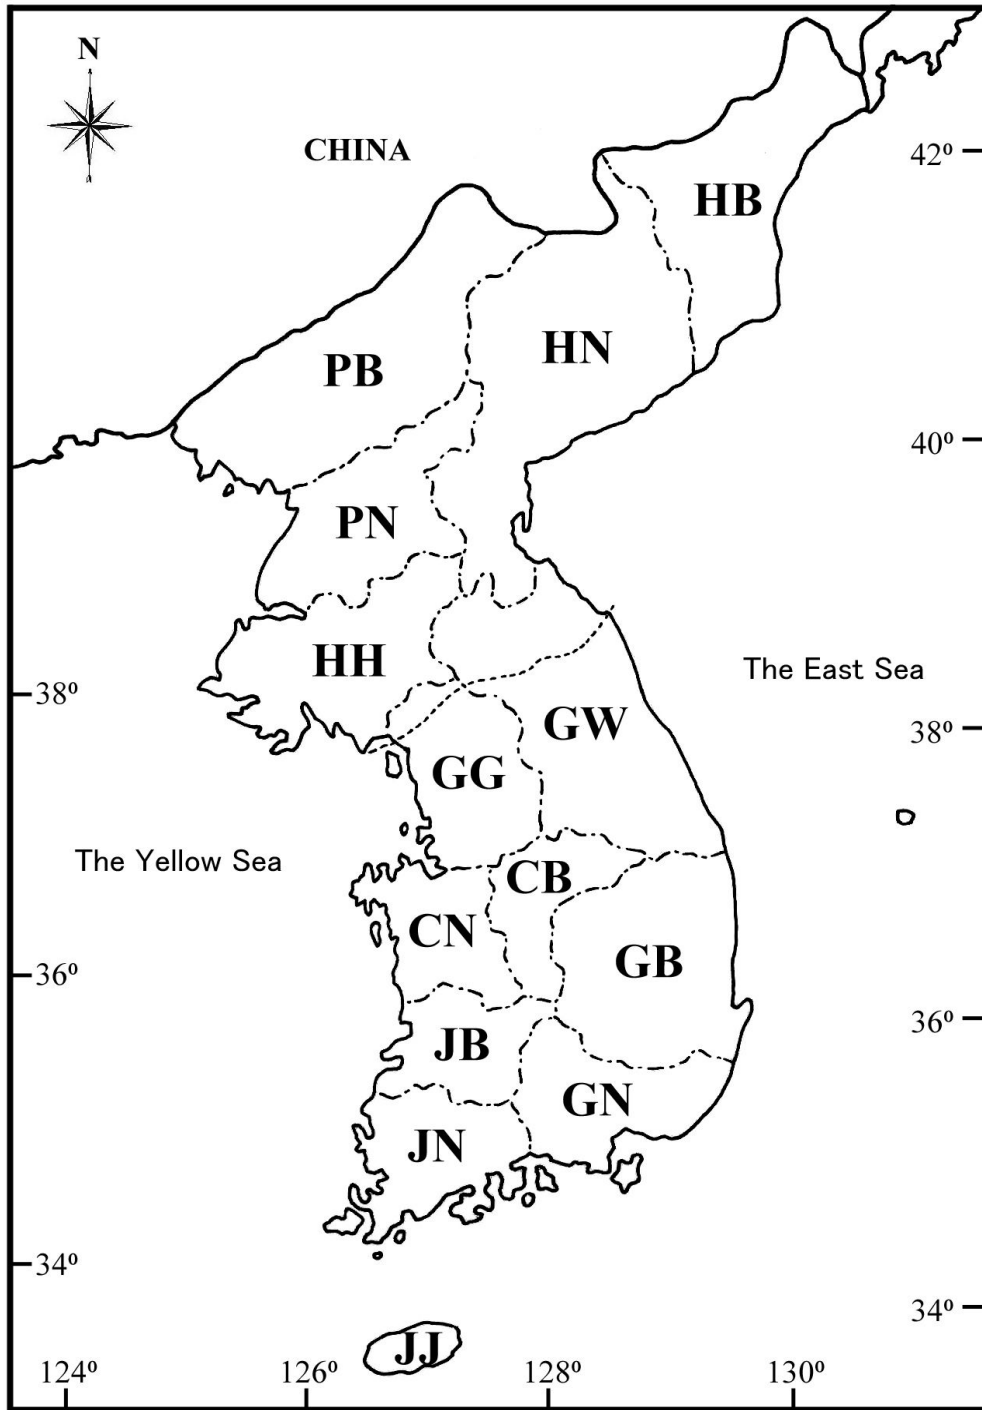 N
CHINA
42º
HB
HN
PB
40º
PN
HH
The East Sea
38º
GW
38º
GG
The Yellow Sea
CB
CN
GB
36º
36º
JB
GN
JN
34º
34º
JJ
124º
126º
128º
130º